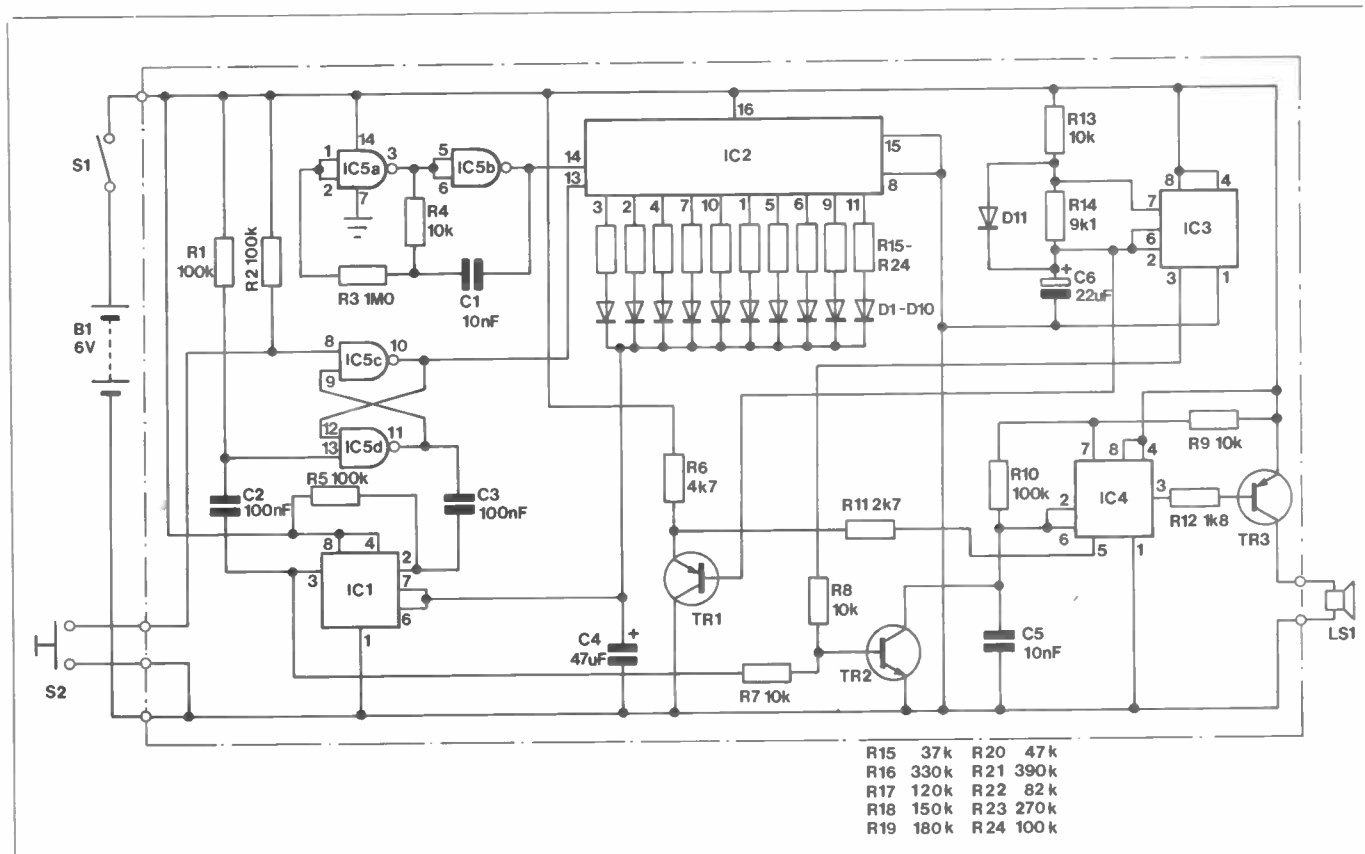 S1
B1
6V
S2
R1
100k
R2 100k
14
1
2
3
IC5a
7
5
6
IC5b
R4
10k
R3 1M0
C1
10nF
8
9
IC5c
10
12
13
IC5d
11
R5 100k
C2
100nF
C3
100nF
8
4
3
IC1
2
7
6
1
16
14
13
IC2
15
8
3 2 4 7 10 1 5 6 9 11
R15-
R24
D1-D10
R6
4k7
TR1
C4
+
47uF
R7 10k
R8
10k
TR2
R11 2k7
R13
10k
D11
R14
9k1
+
C6
22uF
8
4
7
6
2
IC3
3
1
R9 10k
R10
100k
7
8
4
2
6
IC4
3
5
1
R12 1k8
TR3
C5
10nF
LS1
R15 37k R20 47k
R16 330k R21 390k
R17 120k R22 82k
R18 150k R23 270k
R19 180k R24 100k